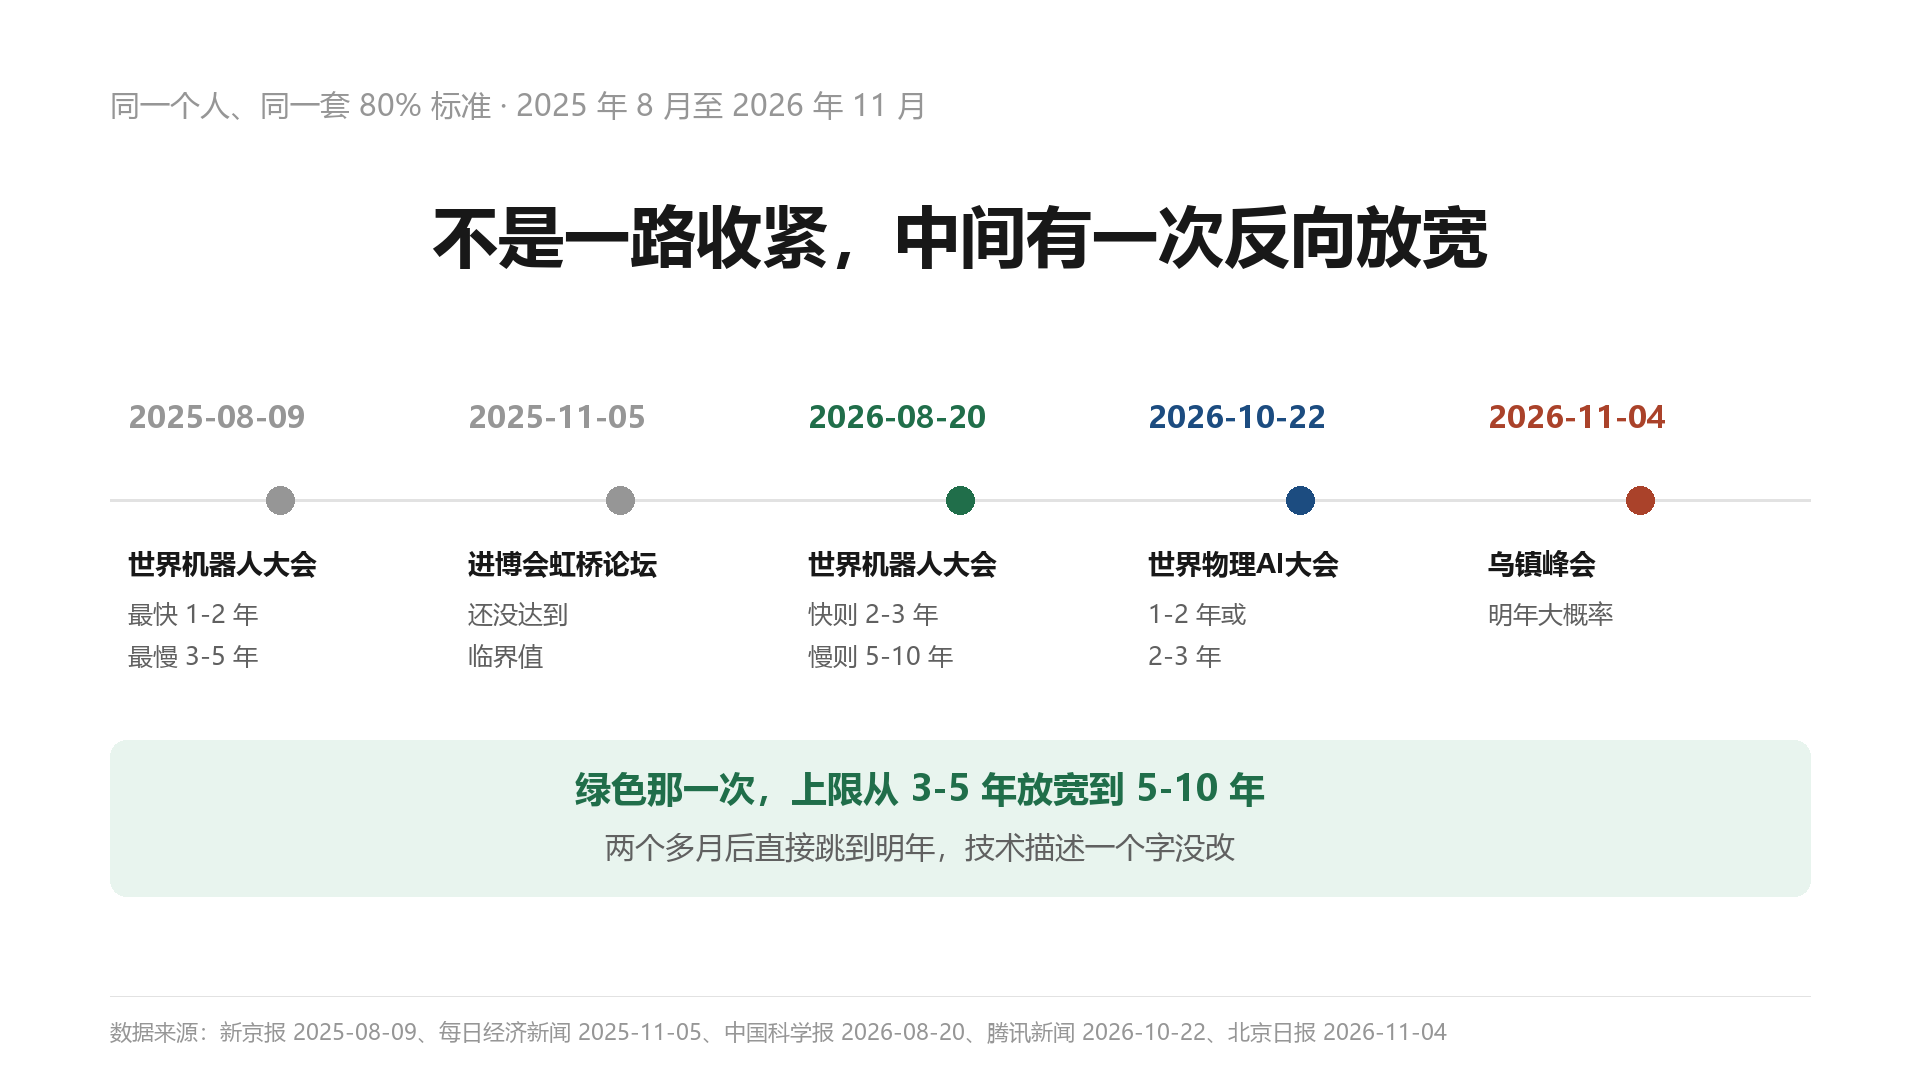 同一个人、同一套 80% 标准 · 2025 年 8 月至 2026 年 11 月
不是一路收紧，中间有一次反向放宽
2025-08-09
2025-11-05
2026-08-20
2026-10-22
2026-11-04
世界机器人大会
最快 1-2 年
最慢 3-5 年
进博会虹桥论坛
还没达到
临界值
世界机器人大会
快则 2-3 年
慢则 5-10 年
世界物理AI大会
1-2 年或
2-3 年
乌镇峰会
明年大概率
绿色那一次，上限从 3-5 年放宽到 5-10 年
两个多月后直接跳到明年，技术描述一个字没改
数据来源：新京报 2025-08-09、每日经济新闻 2025-11-05、中国科学报 2026-08-20、腾讯新闻 2026-10-22、北京日报 2026-11-04